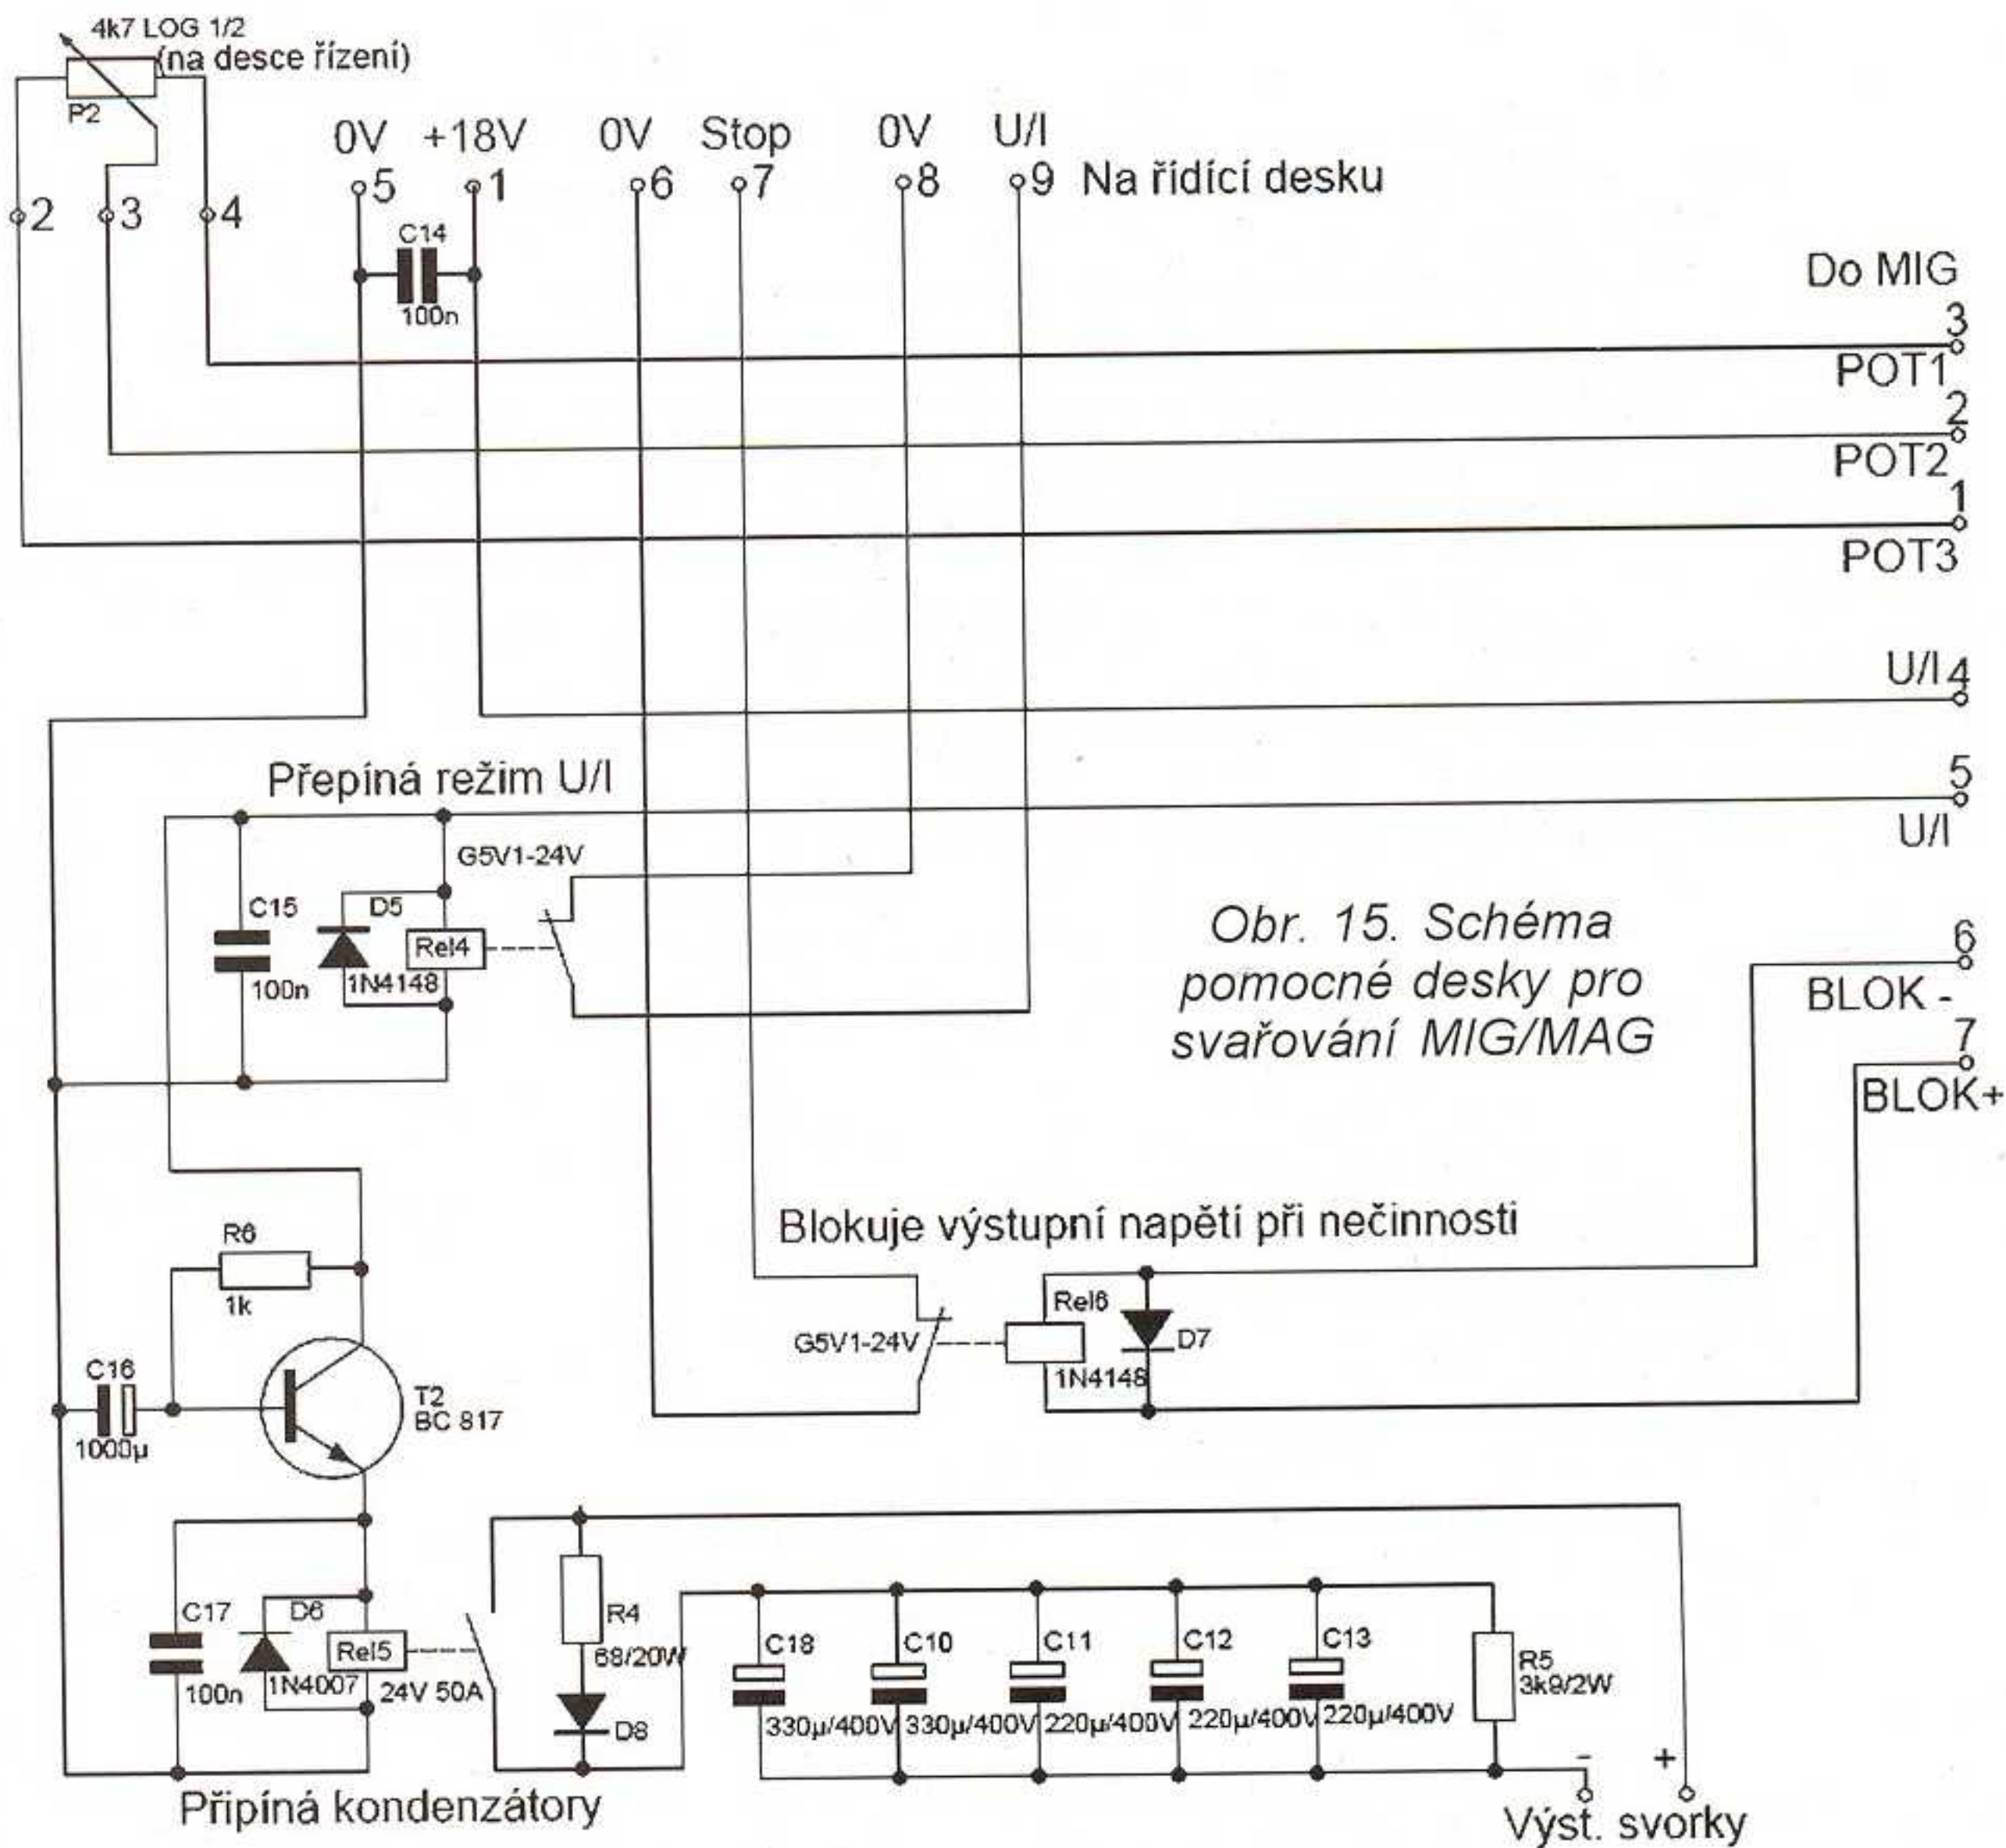 4k7 LOG 1/2
(na desce řízení)
P2
0V +18V 0V Stop 0V U/I
5 1 6 7 8 9 Na řídící desku
2 3 4
C14
100n
Do MIG
3
POT1
2
POT2
1
POT3
U/I 4
Přepíná režim U/I
5
U/I
G5V1-24V
C15
100n
D5
1N4148
Rel4
Obr. 15. Schéma
pomocné desky pro
svařování MIG/MAG
6
BLOK -
7
BLOK+
Blokuje výstupní napětí při nečinnosti
R6
1k
Rel6
G5V1-24V
D7
1N4148
C16
1000µ
T2
BC 817
C17
100n
D6
1N4007
Rel5
24V 50A
R4
68/20W
D8
C18
330µ/400V
C10
330µ/400V
C11
220µ/400V
C12
220µ/400V
C13
220µ/400V
R5
3k9/2W
- +
Připíná kondenzátory
Výst. svorky